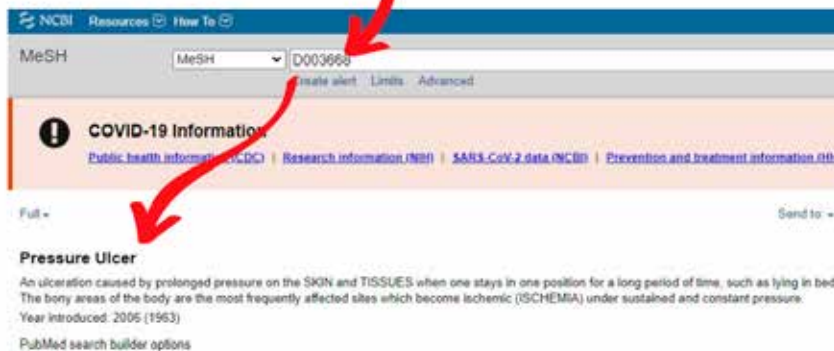 NCBI Resources How To
MeSH MeSH D003668
Create alert Limits Advanced
COVID-19 Information
Public health information (CDC) | Research information (NIH) | SARS-CoV-2 data (NCBI) | Prevention and treatment information (HH
Full
Send to:
Pressure Ulcer
An ulceration caused by prolonged pressure on the SKIN and TISSUES when one stays in one position for a long period of time, such as lying in bed
The bony areas of the body are the most frequently affected sites which become ischemic (ISCHEMIA) under sustained and constant pressure.
Year introduced: 2006 (1963)
PubMed search builder options